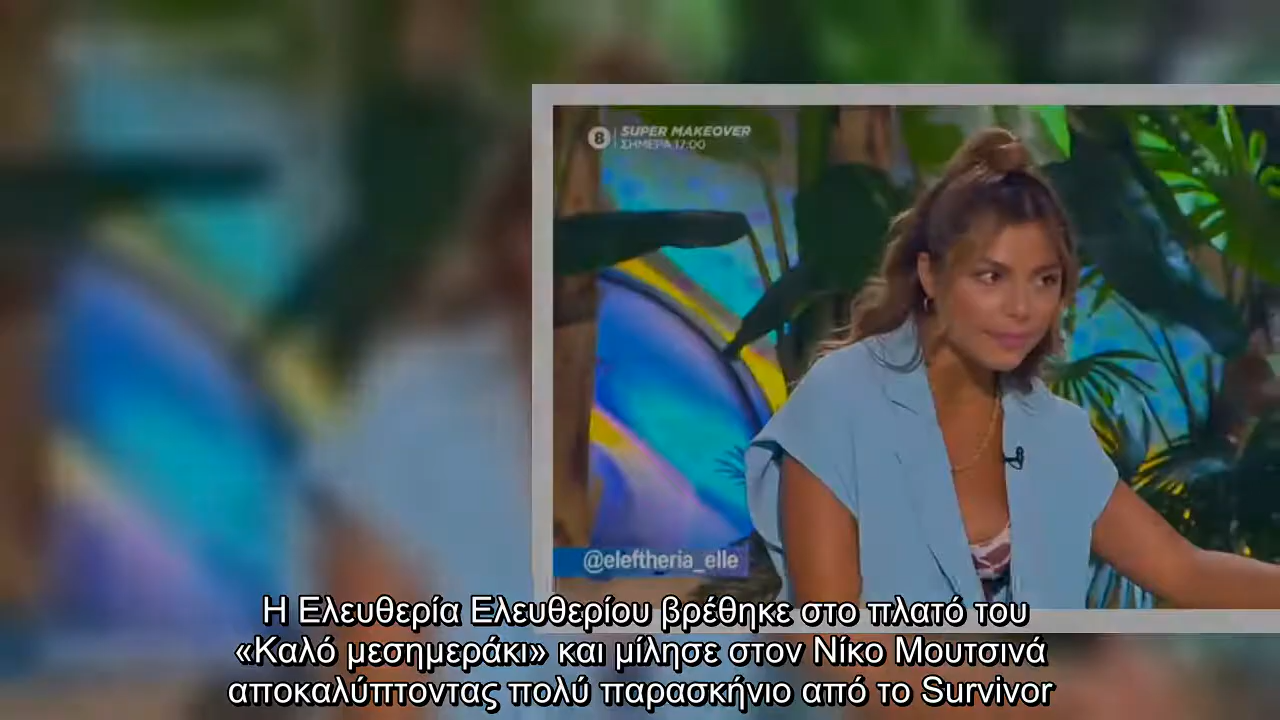 8 SUPER MAKEOVER
ΣΗΜΕΡΑ 17:00
@eleftheria_elle
Η Ελευθερία Ελευθερίου βρέθηκε στο πλατό του
«Καλό μεσημεράκι» και μίλησε στον Νίκο Μουτσινά
αποκαλύπτοντας πολύ παρασκήνιο από το Survivor